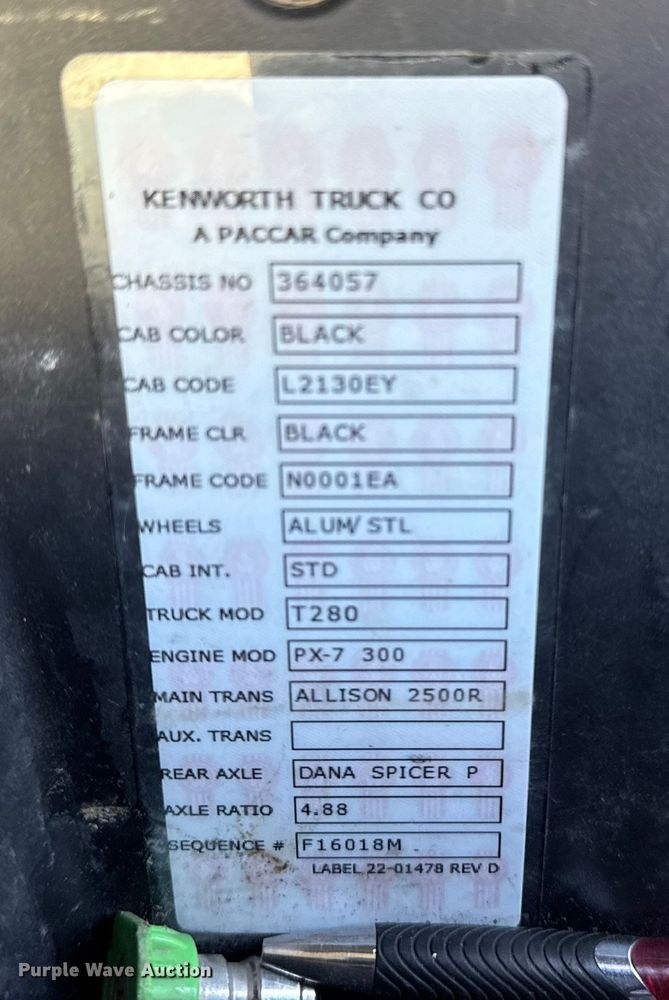 KENWORTH TRUCK CO
A PACCAR Company
CHASSIS NO 364057
CAB COLOR BLACK
CAB CODE L2130EY
FRAME CLR BLACK
FRAME CODE N0001EA
WHEELS ALUM/STL
CAB INT. STD
TRUCK MOD T280
ENGINE MOD PX-7 300
MAIN TRANS ALLISON 2500R
AUX. TRANS
REAR AXLE DANA SPICER P
AXLE RATIO 4.88
SEQUENCE # F16018M
LABEL 22-01478 REV D
Purple Wave Auction